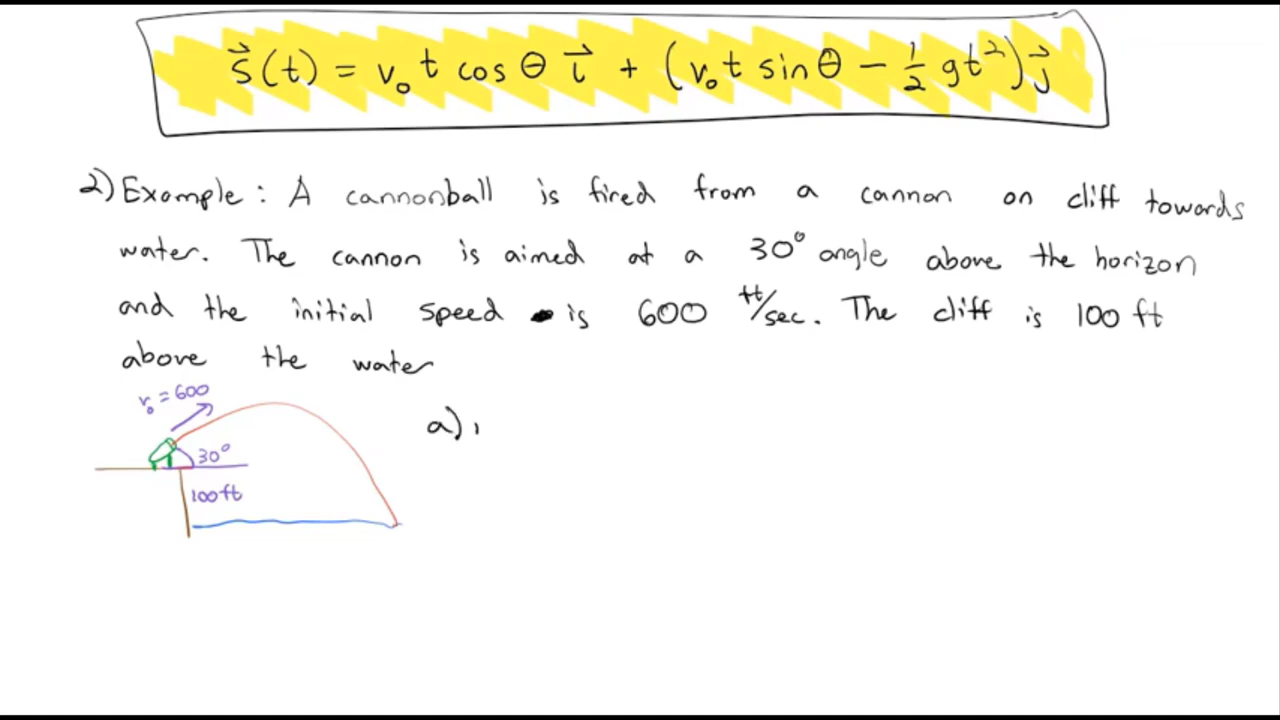 s⃗(t) = v₀ t cos θ i⃗ + (v₀ t sin θ − ½ gt²) j⃗
2) Example: A cannonball is fired from a cannon on cliff towards
water. The cannon is aimed at a 30° angle above the horizon
and the initial speed is 600 ft/sec. The cliff is 100 ft
above the water
v₀ = 600
a)
30°
100 ft